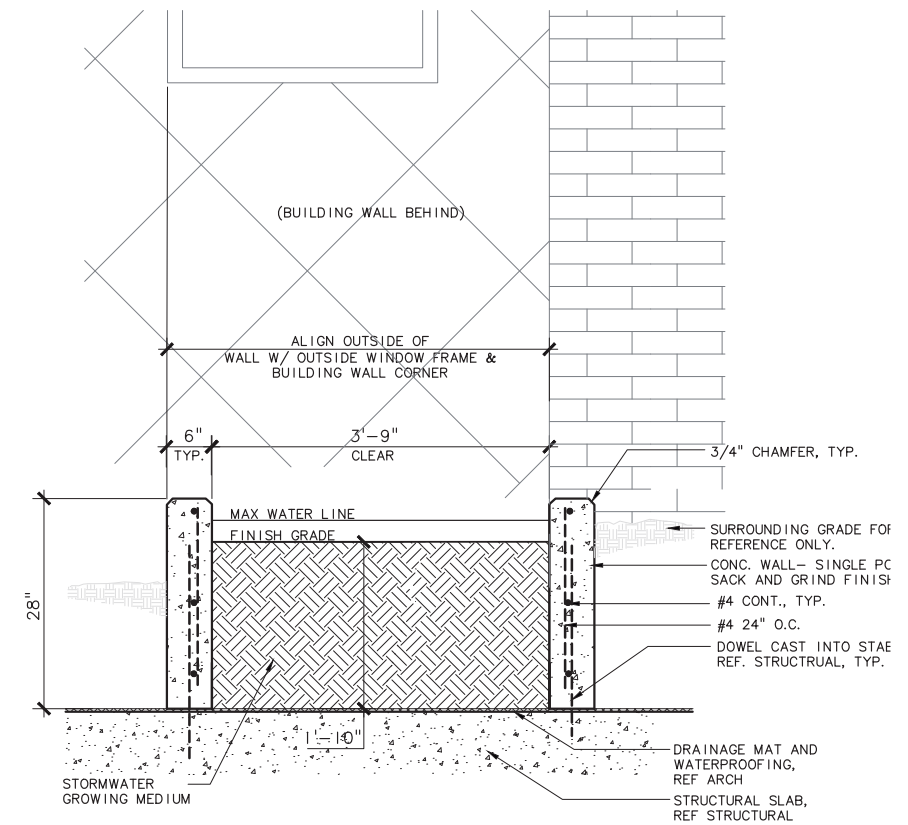 (BUILDING WALL BEHIND)
ALIGN OUTSIDE OF
WALL W/ OUTSIDE WINDOW FRAME &
BUILDING WALL CORNER
6"
TYP.
3'-9"
CLEAR
3/4" CHAMFER, TYP.
MAX WATER LINE
FINISH GRADE
SURROUNDING GRADE FOR
REFERENCE ONLY.
CONC. WALL- SINGLE PO
SACK AND GRIND FINISH
28"
#4 CONT., TYP.
#4 24" O.C.
DOWEL CAST INTO
REF. STRUCTRUAL, TYP.
1'-10"
DRAINAGE MAT AND
WATERPROOFING,
REF ARCH
STORMWATER
GROWING MEDIUM
STRUCTURAL SLAB,
REF STRUCTURAL